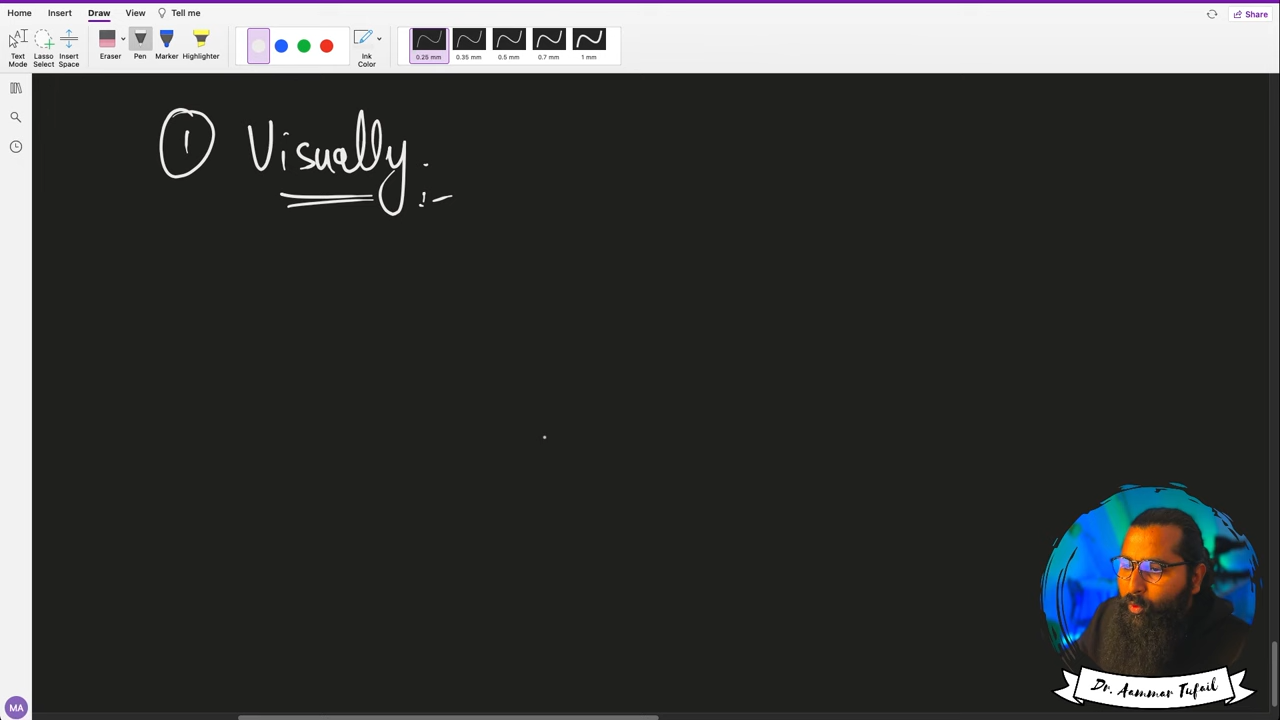 Home Insert Draw View Tell me
Share
Text Mode
Lasso Select
Insert Space
Eraser
Pen
Marker
Highlighter
Ink Color
0.25 mm
0.35 mm
0.5 mm
0.7 mm
1 mm
① Visually. :-
MA
Dr. Aammar Tufail